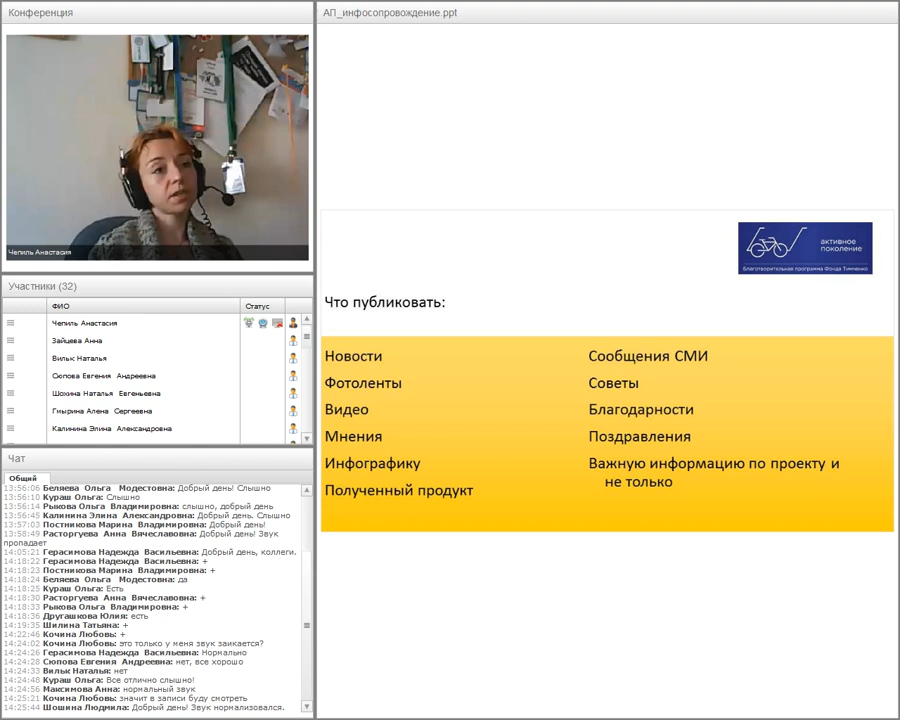 Конференция
Чепиль Анастасия
Участники (32)
ФИО
Статус
Чепиль Анастасия
Зайцева Анна
Вильк Наталья
Сюпова Евгения Андреевна
Шохина Наталья Евгеньевна
Гмырина Алена Сергеевна
Калинина Элина Александровна
Чат
Общий
13:56:06 Беляева Ольга Модестовна: Добрый день! Слышно
13:56:10 Кураш Ольга: Слышно
13:56:14 Рыкова Ольга Владимировна: слышно, добрый день
13:56:45 Калинина Элина Александровна: Добрый день. Слышно
13:57:03 Постникова Марина Владимировна: Добрый день!
13:58:49 Расторгуева Анна Вячеславовна: Добрый день! Звук
пропадает
14:05:21 Герасимова Надежда Васильевна: Добрый день, коллеги.
14:18:22 Герасимова Надежда Васильевна: +
14:18:23 Постникова Марина Владимировна: +
14:18:24 Беляева Ольга Модестовна: да
14:18:25 Кураш Ольга: Есть
14:18:30 Расторгуева Анна Вячеславовна: +
14:18:33 Рыкова Ольга Владимировна: +
14:18:36 Другашкова Юлия: есть
14:19:35 Шилина Татьяна: +
14:22:46 Кочина Любовь: +
14:24:02 Кочина Любовь: это только у меня звук заикается?
14:24:26 Герасимова Надежда Васильевна: Нормально
14:24:28 Сюпова Евгения Андреевна: нет, все хорошо
14:24:33 Вильк Наталья: нет
14:24:48 Кураш Ольга: Все отлично слышно!
14:24:56 Максимова Анна: нормальный звук
14:25:21 Кочина Любовь: значит в записи буду смотреть
14:25:44 Шошина Людмила: Добрый день! Звук нормализовался.
АП_инфосопровождение.ppt
активное
поколение
Благотворительная программа Фонда Тимченко
Что публиковать:
Новости
Фотоленты
Видео
Мнения
Инфографику
Полученный продукт
Сообщения СМИ
Советы
Благодарности
Поздравления
Важную информацию по проекту и
не только